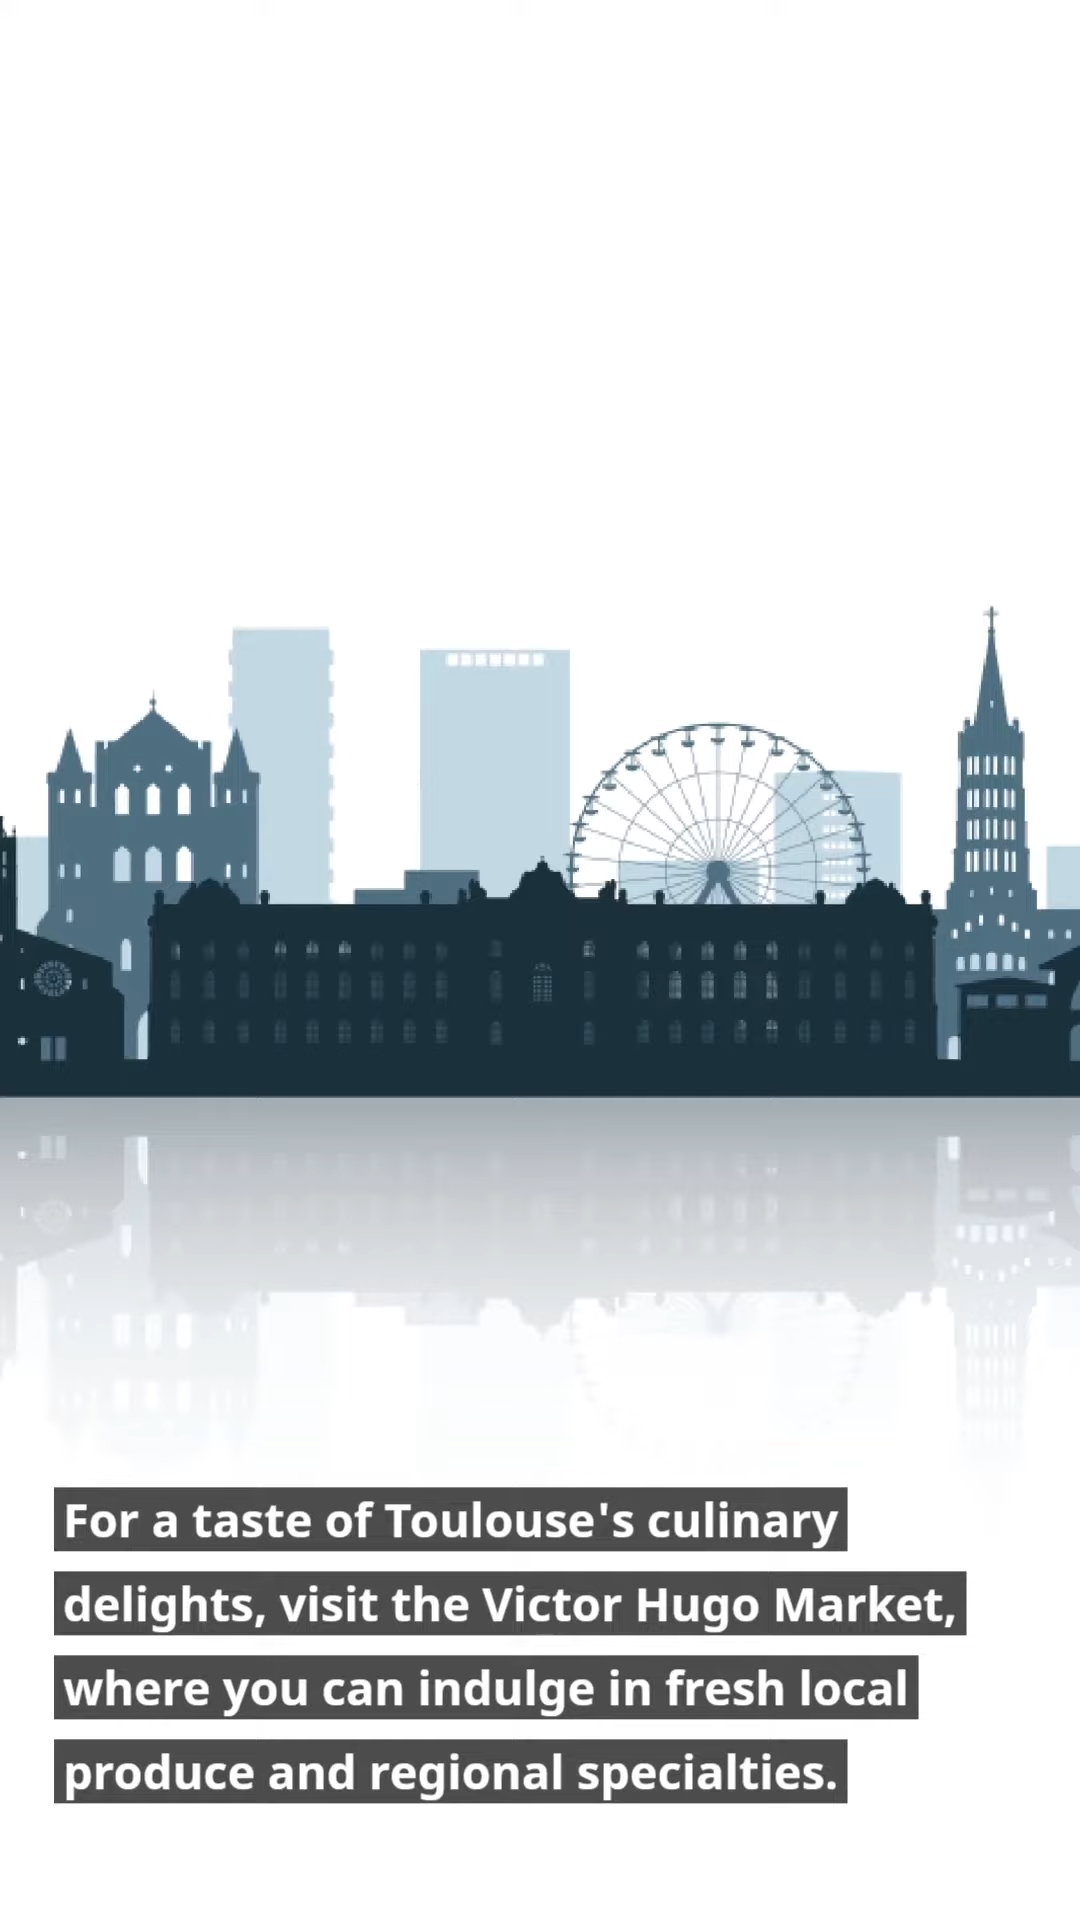 For a taste of Toulouse's culinary
delights, visit the Victor Hugo Market,
where you can indulge in fresh local
produce and regional specialties.